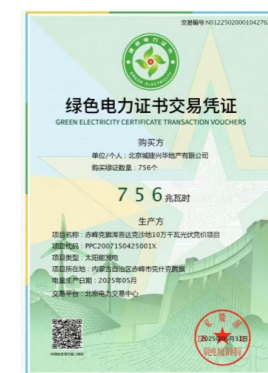 交易编号:N0122502000104276
绿色电力证书交易凭证
GREEN ELECTRICITY CERTIFICATE TRANSACTION VOUCHERS
购买方
单位/个人:北京城建兴华地产有限公司
购买绿证数量:756个
756兆瓦时
生产方
项目名称:赤峰克旗浑善达克沙地10万千瓦光伏竞价项目
项目代码:PPC2007150425001X
项目类型:太阳能发电
项目所在地:内蒙古自治区赤峰市克什克腾旗
电量生产日期:2025年05月
交易平台:北京电力交易中心